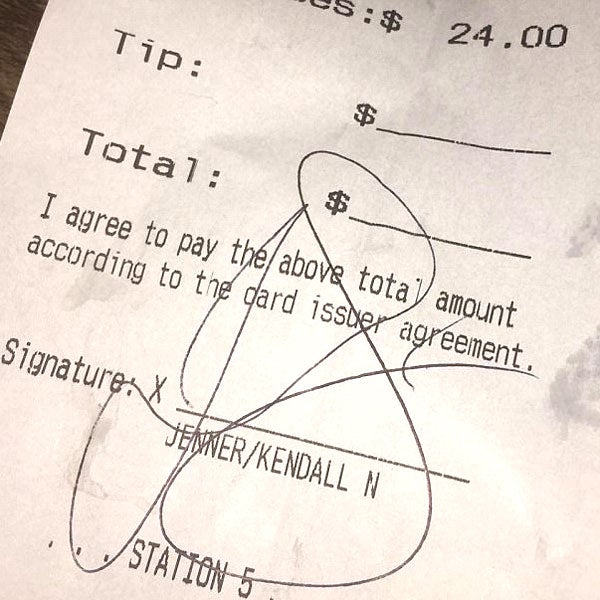 es:$ 24.00
Tip:
$
Total:
$
I agree to pay the above total amount
according to the card issuer agreement.
Signature: X
JENNER/KENDALL N
. . . STATION 5 .